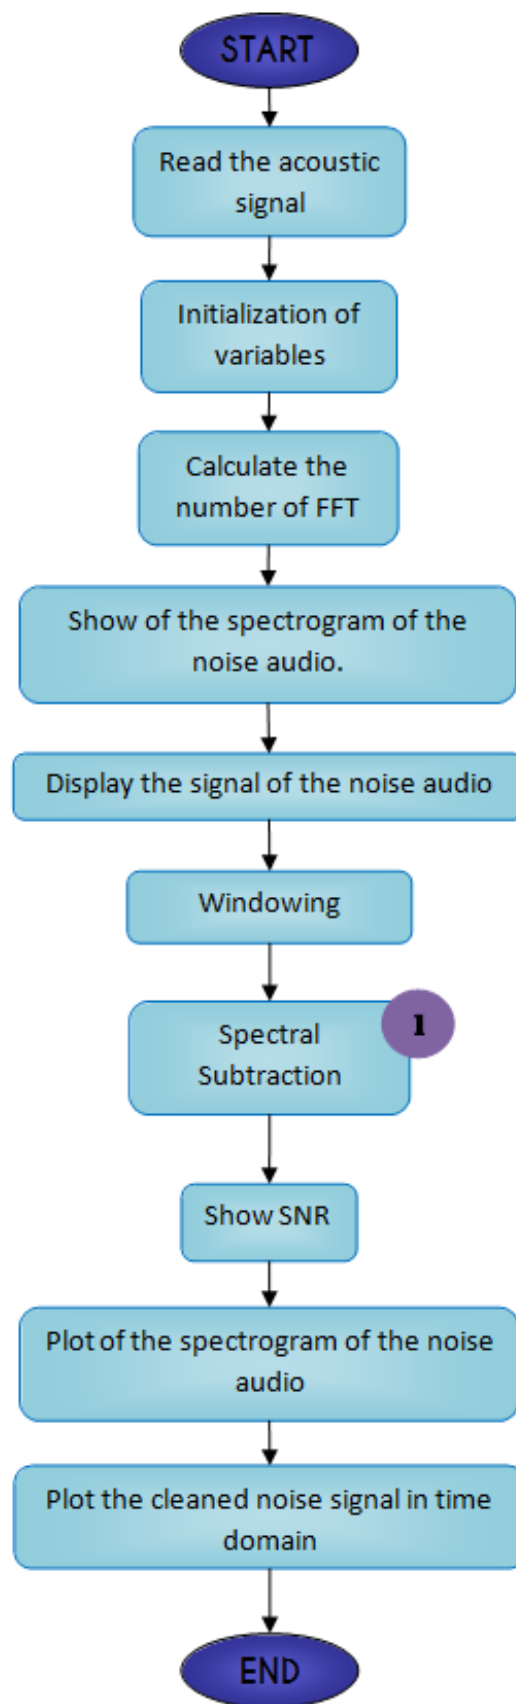 START
Read the acoustic
signal
Initialization of
variables
Calculate the
number of FFT
Show of the spectrogram of the
noise audio.
Display the signal of the noise audio
Windowing
1
Spectral
Subtraction
Show SNR
Plot of the spectrogram of the noise
audio
Plot the cleaned noise signal in time
domain
END